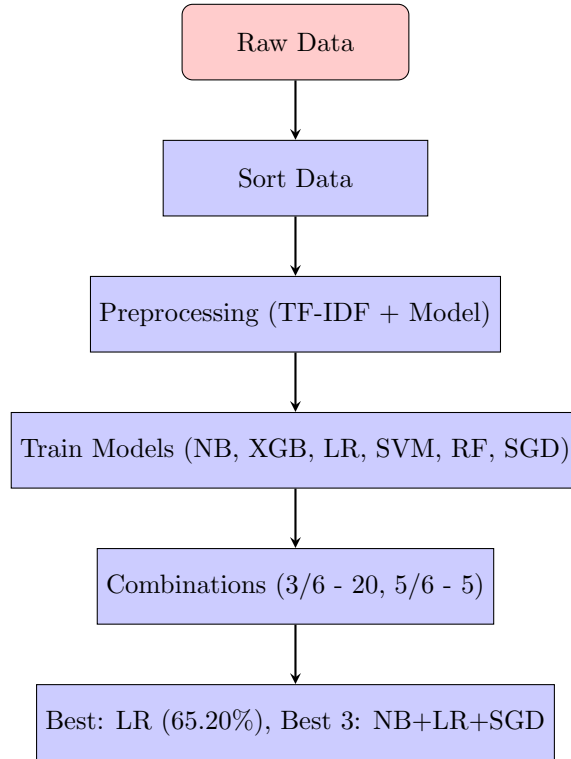 Raw Data
Sort Data
Preprocessing (TF-IDF + Model)
Train Models (NB, XGB, LR, SVM, RF, SGD)
Combinations (3/6 - 20, 5/6 - 5)
Best: LR (65.20%), Best 3: NB+LR+SGD